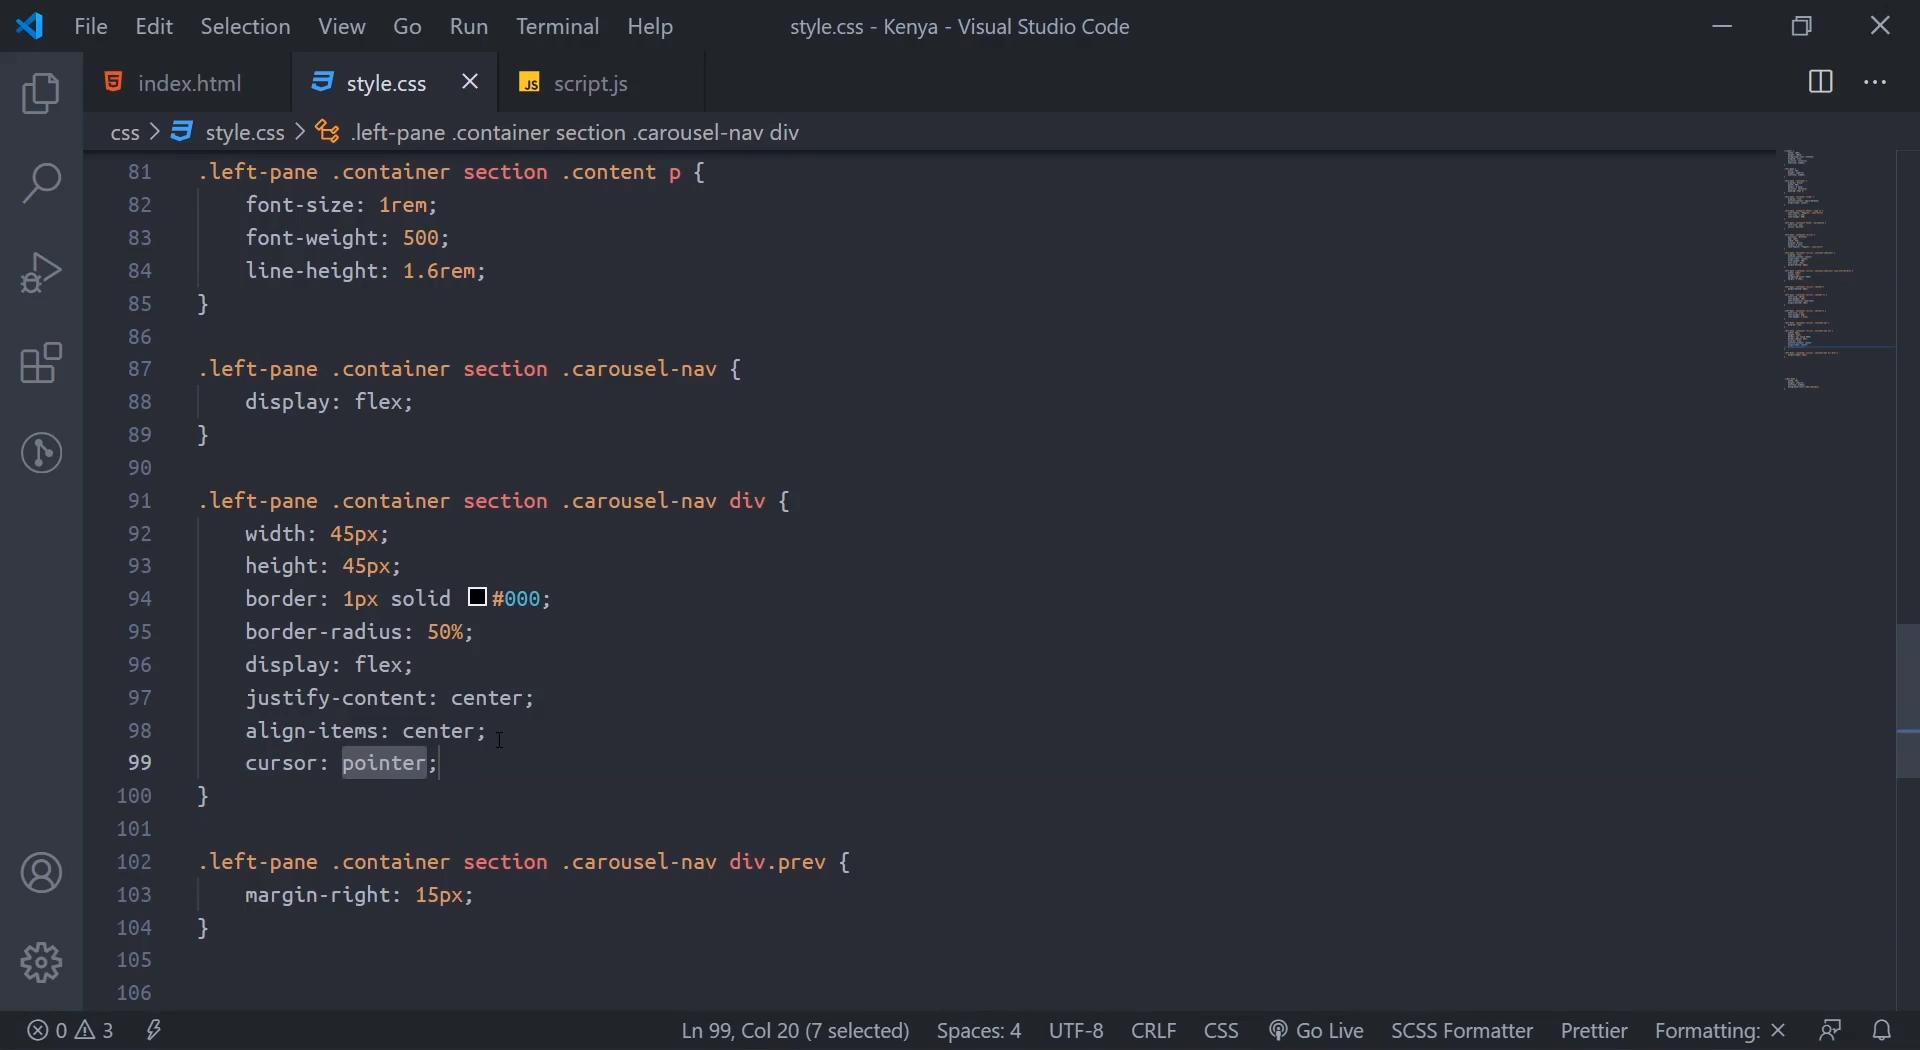 File Edit Selection View Go Run Terminal Help style.css - Kenya - Visual Studio Code
index.html style.css JS script.js
css > style.css > .left-pane .container section .carousel-nav div
81 .left-pane .container section .content p {
82 font-size: 1rem;
83 font-weight: 500;
84 line-height: 1.6rem;
85 }
86
87 .left-pane .container section .carousel-nav {
88 display: flex;
89 }
90
91 .left-pane .container section .carousel-nav div {
92 width: 45px;
93 height: 45px;
94 border: 1px solid #000;
95 border-radius: 50%;
96 display: flex;
97 justify-content: center;
98 align-items: center;
99 cursor: pointer;
100 }
101
102 .left-pane .container section .carousel-nav div.prev {
103 margin-right: 15px;
104 }
105
106
0 3 Ln 99, Col 20 (7 selected) Spaces: 4 UTF-8 CRLF CSS Go Live SCSS Formatter Prettier Formatting: ×